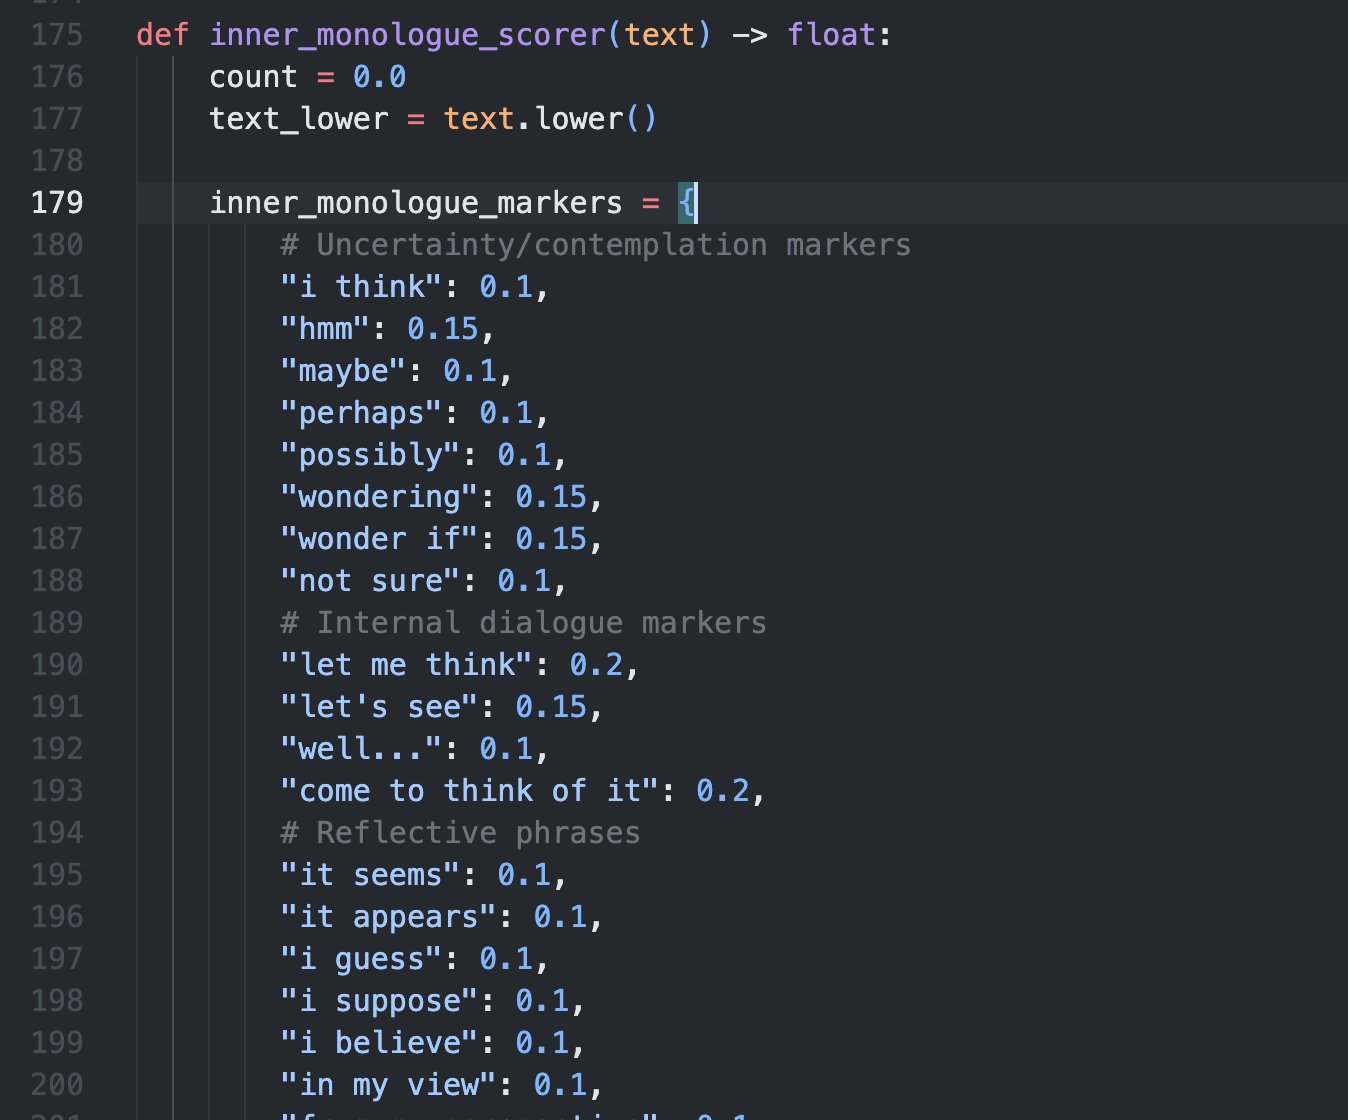 175 def inner_monologue_scorer(text) -> float:
176 count = 0.0
177 text_lower = text.lower()
178
179 inner_monologue_markers = {
180 # Uncertainty/contemplation markers
181 "i think": 0.1,
182 "hmm": 0.15,
183 "maybe": 0.1,
184 "perhaps": 0.1,
185 "possibly": 0.1,
186 "wondering": 0.15,
187 "wonder if": 0.15,
188 "not sure": 0.1,
189 # Internal dialogue markers
190 "let me think": 0.2,
191 "let's see": 0.15,
192 "well...": 0.1,
193 "come to think of it": 0.2,
194 # Reflective phrases
195 "it seems": 0.1,
196 "it appears": 0.1,
197 "i guess": 0.1,
198 "i suppose": 0.1,
199 "i believe": 0.1,
200 "in my view": 0.1,